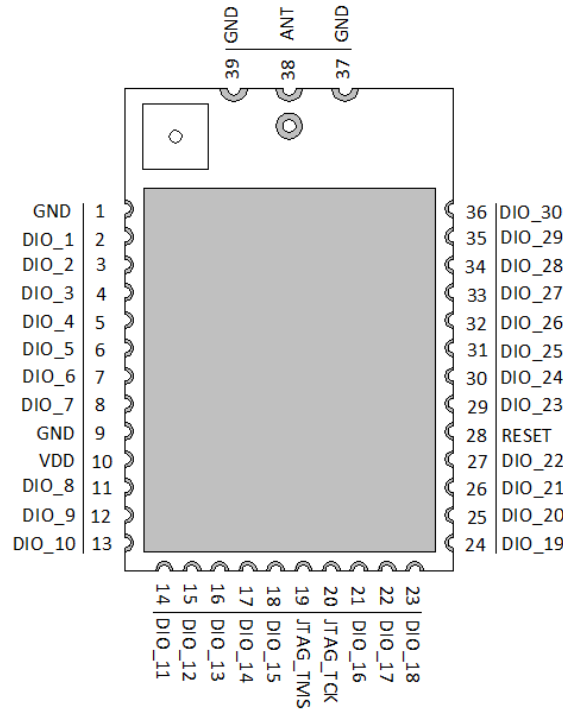 GND ANT GND
39 38 37
GND 1
DIO_1 2
DIO_2 3
DIO_3 4
DIO_4 5
DIO_5 6
DIO_6 7
DIO_7 8
GND 9
VDD 10
DIO_8 11
DIO_9 12
DIO_10 13
36 DIO_30
35 DIO_29
34 DIO_28
33 DIO_27
32 DIO_26
31 DIO_25
30 DIO_24
29 DIO_23
28 RESET
27 DIO_22
26 DIO_21
25 DIO_20
24 DIO_19
14 DIO_11
15 DIO_12
16 DIO_13
17 DIO_14
18 DIO_15
19 JTAG_TMS
20 JTAG_TCK
21 DIO_16
22 DIO_17
23 DIO_18